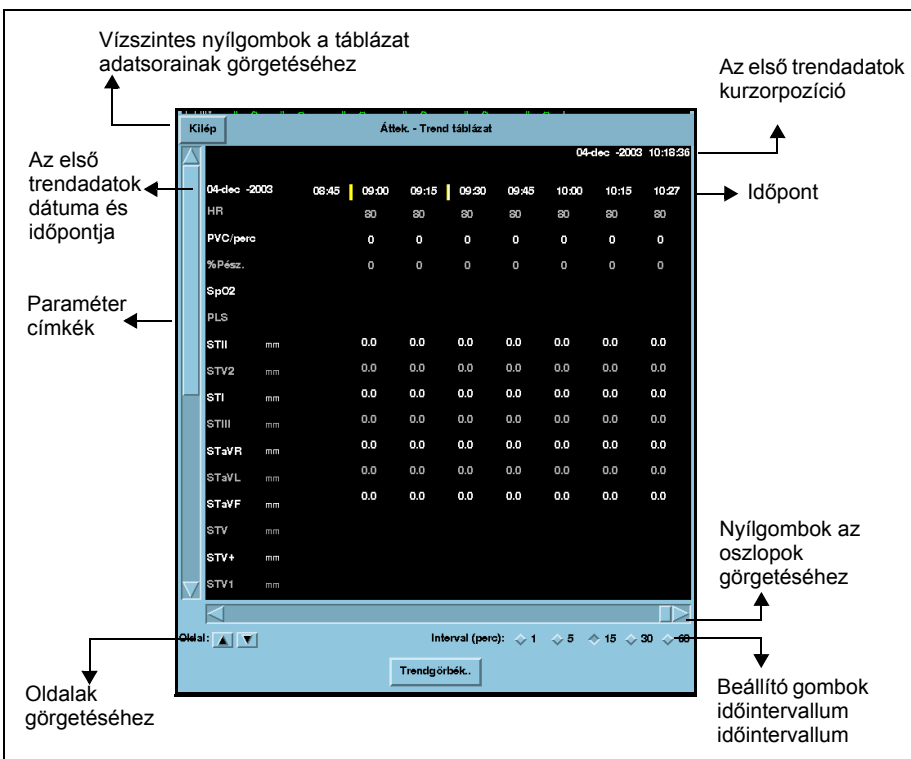 Vízszintes nyílgombok a táblázat
adatsorainak görgetéséhez
Az első trendadatok
kurzorpozíció
Kilép
Áttek. - Trend táblázat
04-dec -2003 10:18:36
Az első
trendadatok
dátuma és
időpontja
04-dec -2003 08:45 09:00 09:15 09:30 09:45 10:00 10:15 10:27
Időpont
HR 80 80 80 80 80 80 80
PVC/perc 0 0 0 0 0 0 0
%Pész. 0 0 0 0 0 0 0
SpO2
Paraméter
címkék
PLS
STII mm 0.0 0.0 0.0 0.0 0.0 0.0 0.0
STV2 mm 0.0 0.0 0.0 0.0 0.0 0.0 0.0
STI mm 0.0 0.0 0.0 0.0 0.0 0.0 0.0
STIII mm 0.0 0.0 0.0 0.0 0.0 0.0 0.0
STaVR mm 0.0 0.0 0.0 0.0 0.0 0.0 0.0
STaVL mm 0.0 0.0 0.0 0.0 0.0 0.0 0.0
STaVF mm 0.0 0.0 0.0 0.0 0.0 0.0 0.0
STV mm
STV+ mm
STV1 mm
Nyílgombok az
oszlopok
görgetéséhez
Oldal:
Interval (perc): 1 5 15 30 60
Trendgörbék..
Oldalak
görgetéséhez
Beállító gombok
időintervallum
időintervallum